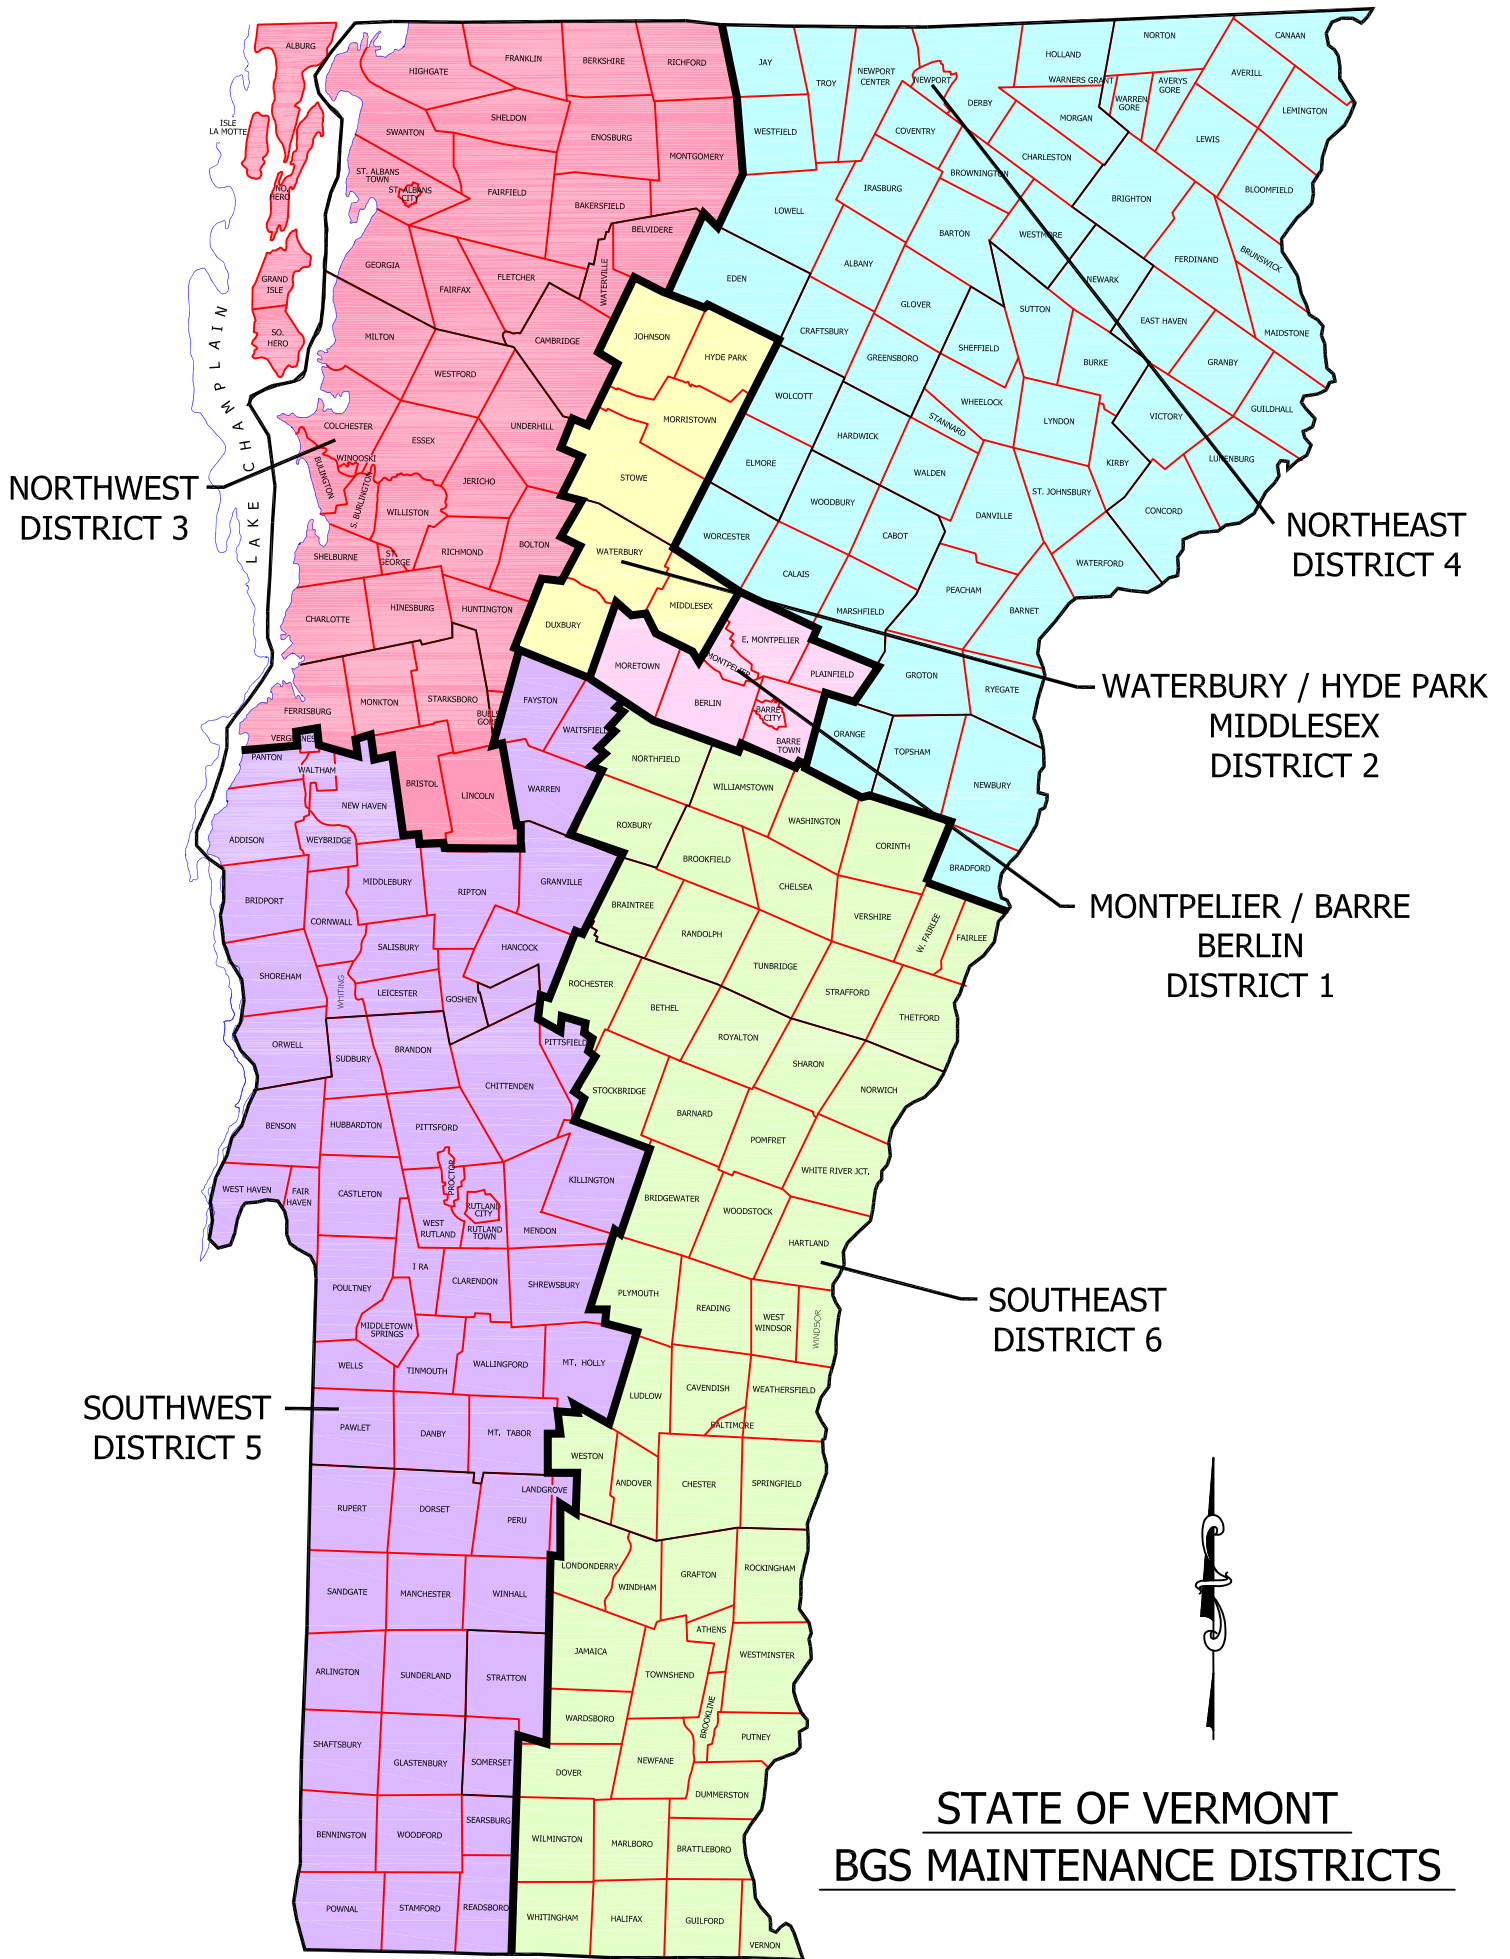 ALBURG
HIGHGATE
FRANKLIN
BERKSHIRE
RICHFORD
JAY
TROY
NEWPORT
CENTER
NEWPORT
DERBY
HOLLAND
NORTON
CANAAN
WARNERS GRANT
AVERYS
GORE
AVERILL
WARREN
GORE
LEMINGTON
MORGAN
ISLE
LA MOTTE
SWANTON
SHELDON
ENOSBURG
MONTGOMERY
WESTFIELD
COVENTRY
LEWIS
CHARLESTON
ST. ALBANS
TOWN
ST. ALBANS
CITY
NO.
HERO
FAIRFIELD
BAKERSFIELD
BELVIDERE
IRASBURG
BROWNINGTON
BRIGHTON
BLOOMFIELD
LOWELL
BARTON
WESTMORE
BRUNSWICK
FERDINAND
GEORGIA
FAIRFAX
FLETCHER
WATERVILLE
GRAND
ISLE
EDEN
ALBANY
NEWARK
GLOVER
SUTTON
EAST HAVEN
MAIDSTONE
SO.
HERO
MILTON
CAMBRIDGE
JOHNSON
HYDE PARK
CRAFTSBURY
GREENSBORO
SHEFFIELD
BURKE
GRANBY
WESTFORD
WOLCOTT
WHEELOCK
STANNARD
LYNDON
VICTORY
GUILDHALL
LAKE CHAMPLAIN
COLCHESTER
ESSEX
UNDERHILL
MORRISTOWN
HARDWICK
WINOOSKI
BULINGTON
S. BURLINGTON
JERICHO
STOWE
ELMORE
WALDEN
KIRBY
LUNENBURG
NORTHWEST
DISTRICT 3
WILLISTON
WOODBURY
ST. JOHNSBURY
DANVILLE
CONCORD
NORTHEAST
DISTRICT 4
SHELBURNE
ST.
GEORGE
RICHMOND
BOLTON
WATERBURY
WORCESTER
CABOT
CALAIS
WATERFORD
PEACHAM
BARNET
CHARLOTTE
HINESBURG
HUNTINGTON
DUXBURY
MIDDLESEX
MARSHFIELD
E. MONTPELIER
MORETOWN
MONTPELIER
PLAINFIELD
GROTON
RYEGATE
WATERBURY / HYDE PARK
MIDDLESEX
DISTRICT 2
FERRISBURG
MONKTON
STARKSBORO
BUELS
GORE
FAYSTON
WAITSFIELD
BERLIN
BARRE
CITY
BARRE
TOWN
ORANGE
TOPSHAM
VERGENNES
PANTON
WALTHAM
NORTHFIELD
NEWBURY
NEW HAVEN
BRISTOL
LINCOLN
WARREN
WILLIAMSTOWN
WASHINGTON
ADDISON
WEYBRIDGE
ROXBURY
BROOKFIELD
CORINTH
BRADFORD
MIDDLEBURY
RIPTON
GRANVILLE
CHELSEA
BRIDPORT
CORNWALL
BRAINTREE
VERSHIRE
W. FAIRLEE
FAIRLEE
MONTPELIER / BARRE
BERLIN
DISTRICT 1
SALISBURY
HANCOCK
RANDOLPH
TUNBRIDGE
SHOREHAM
WHITING
LEICESTER
GOSHEN
ROCHESTER
STRAFFORD
BETHEL
THETFORD
ORWELL
SUDBURY
BRANDON
PITTSFIELD
ROYALTON
SHARON
CHITTENDEN
STOCKBRIDGE
NORWICH
BENSON
HUBBARDTON
PITTSFORD
BARNARD
POMFRET
WEST HAVEN
FAIR
HAVEN
CASTLETON
PROCTOR
KILLINGTON
WHITE RIVER JCT.
BRIDGEWATER
WOODSTOCK
RUTLAND
CITY
WEST
RUTLAND
RUTLAND
TOWN
MENDON
HARTLAND
I RA
POULTNEY
CLARENDON
SHREWSBURY
PLYMOUTH
READING
WEST
WINDSOR
WINDSOR
SOUTHEAST
DISTRICT 6
MIDDLETOWN
SPRINGS
WELLS
TINMOUTH
WALLINGFORD
MT. HOLLY
LUDLOW
CAVENDISH
WEATHERSFIELD
SOUTHWEST
DISTRICT 5
PAWLET
DANBY
MT. TABOR
BALTIMORE
WESTON
ANDOVER
CHESTER
SPRINGFIELD
LANDGROVE
RUPERT
DORSET
PERU
LONDONDERRY
WINDHAM
GRAFTON
ROCKINGHAM
SANDGATE
MANCHESTER
WINHALL
ATHENS
JAMAICA
WESTMINSTER
ARLINGTON
SUNDERLAND
STRATTON
TOWNSHEND
WARDSBORO
BROOKLINE
PUTNEY
SHAFTSBURY
GLASTENBURY
SOMERSET
NEWFANE
DOVER
DUMMERSTON
SEARSBURG
BENNINGTON
WOODFORD
WILMINGTON
MARLBORO
BRATTLEBORO
STATE OF VERMONT
BGS MAINTENANCE DISTRICTS
POWNAL
STAMFORD
READSBORO
WHITINGHAM
HALIFAX
GUILFORD
VERNON